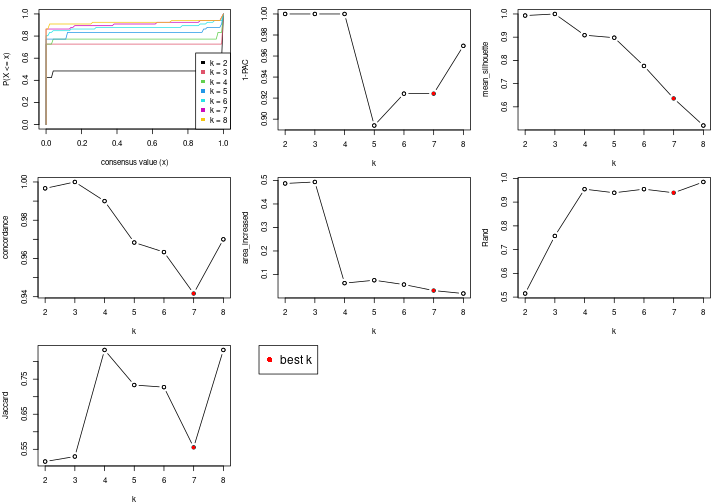 P(X <= x)
0.0 0.2 0.4 0.6 0.8 1.0
k = 2
k = 3
k = 4
k = 5
k = 6
k = 7
k = 8
0.0 0.2 0.4 0.6 0.8 1.0
consensus value (x)
1-PAC
0.90 0.92 0.94 0.96 0.98 1.00
2 3 4 5 6 7 8
k
mean_silhouette
0.6 0.7 0.8 0.9 1.0
2 3 4 5 6 7 8
k
concordance
0.94 0.96 0.98 1.00
2 3 4 5 6 7 8
k
area_increased
0.1 0.2 0.3 0.4 0.5
2 3 4 5 6 7 8
k
Rand
0.5 0.6 0.7 0.8 0.9 1.0
2 3 4 5 6 7 8
k
Jaccard
0.55 0.65 0.75
2 3 4 5 6 7 8
k
best k